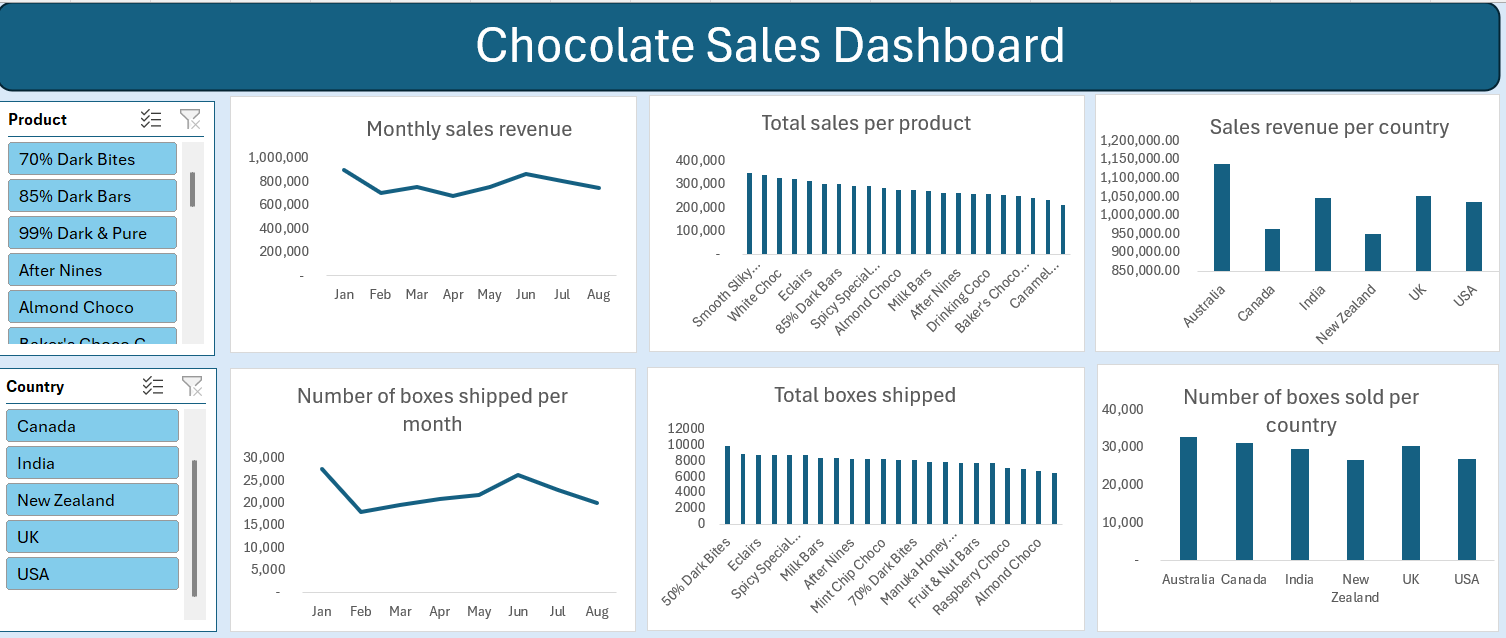 Chocolate Sales Dashboard
Product
70% Dark Bites
85% Dark Bars
99% Dark & Pure
After Nines
Almond Choco
Baker's Choco C
Country
Canada
India
New Zealand
UK
USA
Monthly sales revenue
1,000,000
800,000
600,000
400,000
200,000
-
Jan Feb Mar Apr May Jun Jul Aug
Total sales per product
400,000
300,000
200,000
100,000
-
Smooth Sliky... White Choc Eclairs 85% Dark Bars Spicy Special... Almond Choco Milk Bars After Nines Drinking Coco Baker's Choco... Caramel...
Sales revenue per country
1,200,000.00
1,150,000.00
1,100,000.00
1,050,000.00
1,000,000.00
950,000.00
900,000.00
850,000.00
Australia Canada India New Zealand UK USA
Number of boxes shipped per
month
30,000
25,000
20,000
15,000
10,000
5,000
-
Jan Feb Mar Apr May Jun Jul Aug
Total boxes shipped
12000
10000
8000
6000
4000
2000
0
50% Dark Bites Eclairs Spicy Special... Milk Bars After Nines Mint Chip Choco 70% Dark Bites Manuka Honey... Fruit & Nut Bars Raspberry Choco Almond Choco
Number of boxes sold per
country
40,000
30,000
20,000
10,000
-
Australia Canada India New UK USA
Zealand